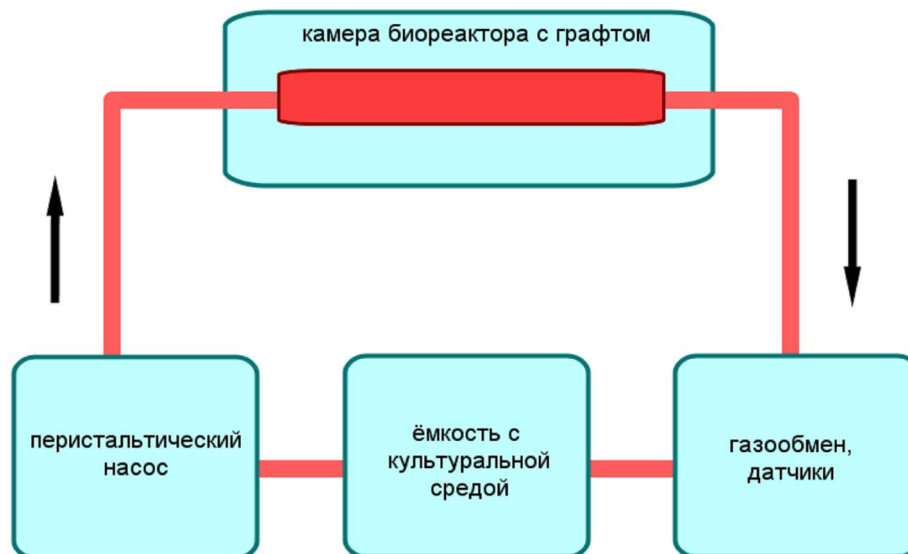 камера биореактора с графтом
перистальтический
насос
ёмкость с
культуральной
средой
газообмен,
датчики